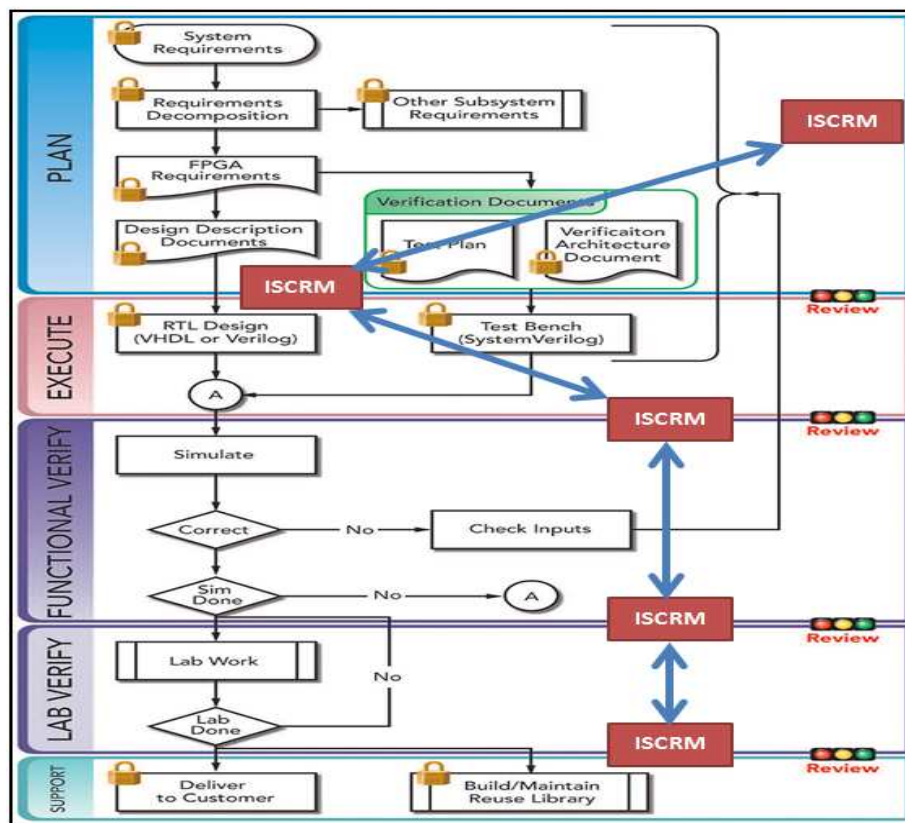 PLAN
System
Requirements
Requirements
Decomposition
Other Subsystem
Requirements
ISCRM
FPGA
Requirements
Verification Documents
Design Description
Documents
Test Plan
Verificaiton
Architecture
Document
ISCRM
Review
EXECUTE
RTL Design
(VHDL or Verilog)
Test Bench
(SystemVerilog)
A
ISCRM
Review
FUNCTIONAL VERIFY
Simulate
Correct
No
Check Inputs
Sim
Done
No
A
ISCRM
Review
LAB VERIFY
Lab Work
No
Lab
Done
ISCRM
Review
SUPPORT
Deliver
to Customer
Build/Maintain
Reuse Library